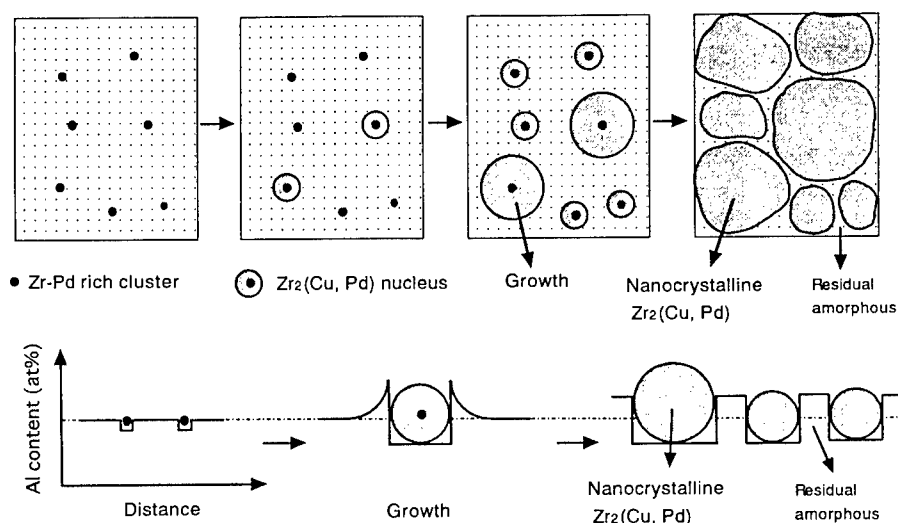 Zr-Pd rich cluster
Zr2(Cu, Pd) nucleus
Growth
Nanocrystalline
Zr2(Cu, Pd)
Residual
amorphous
Al content (at%)
Distance
Growth
Nanocrystalline
Zr2(Cu, Pd)
Residual
amorphous